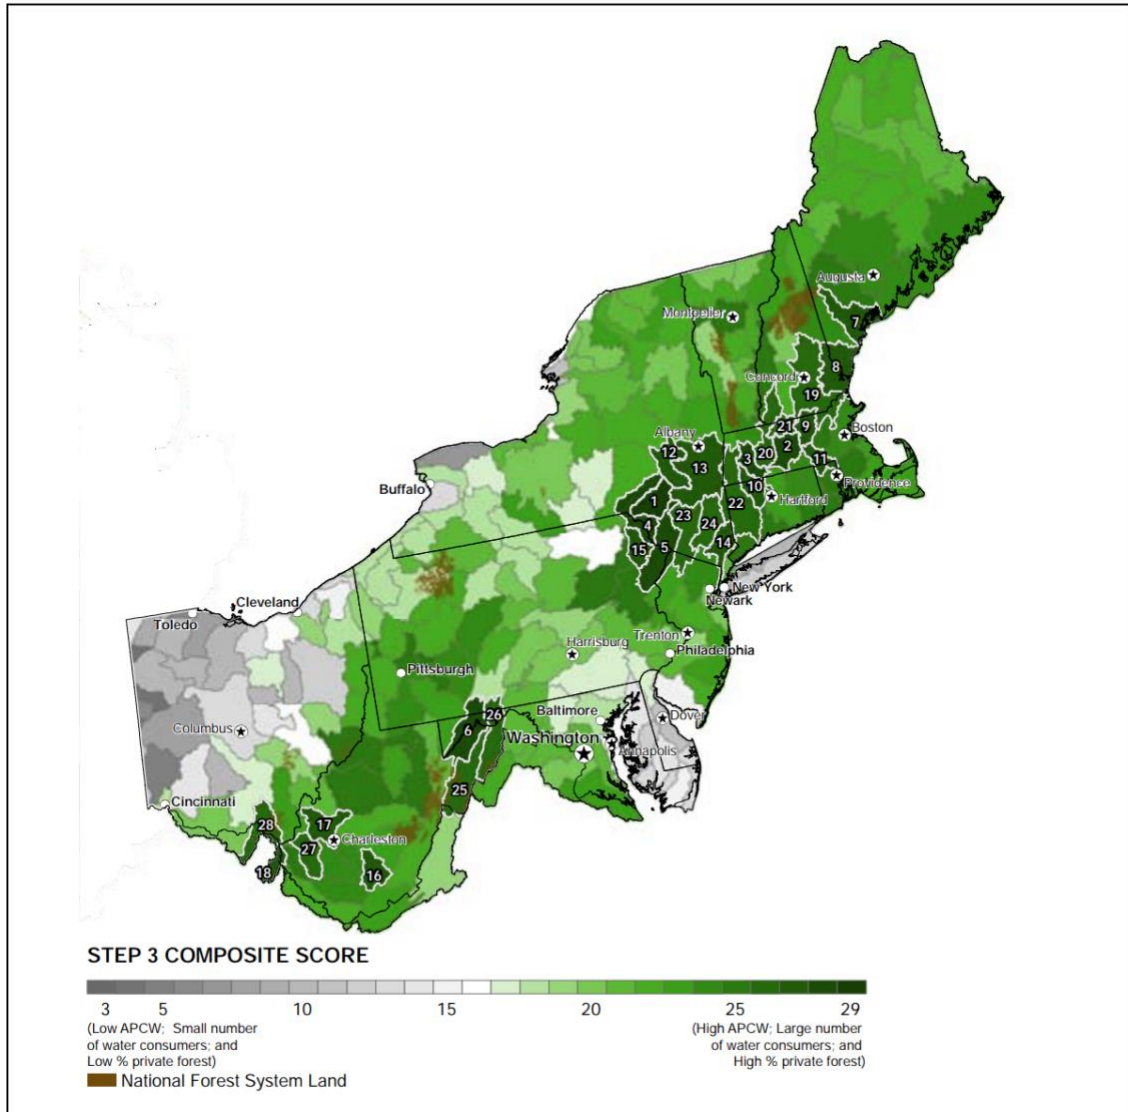 Augusta
Montpelier
7
8
Concord
19
21 9
Boston
Albany
12
2
3 20
13
11
Providence
10
Buffalo
Hartford
1
22
23
24
4
14
15 5
New York
Newark
Cleveland
Toledo
Trenton
Harrisburg
Philadelphia
Pittsburgh
26
Baltimore
Dover
Columbus
6
Washington
Annapolis
25
Cincinnati
28 17
Charleston
27
18
16
STEP 3 COMPOSITE SCORE
3 5 10 15 20 25 29
(Low APCW; Small number
of water consumers; and
Low % private forest)
(High APCW; Large number
of water consumers; and
High % private forest)
National Forest System Land